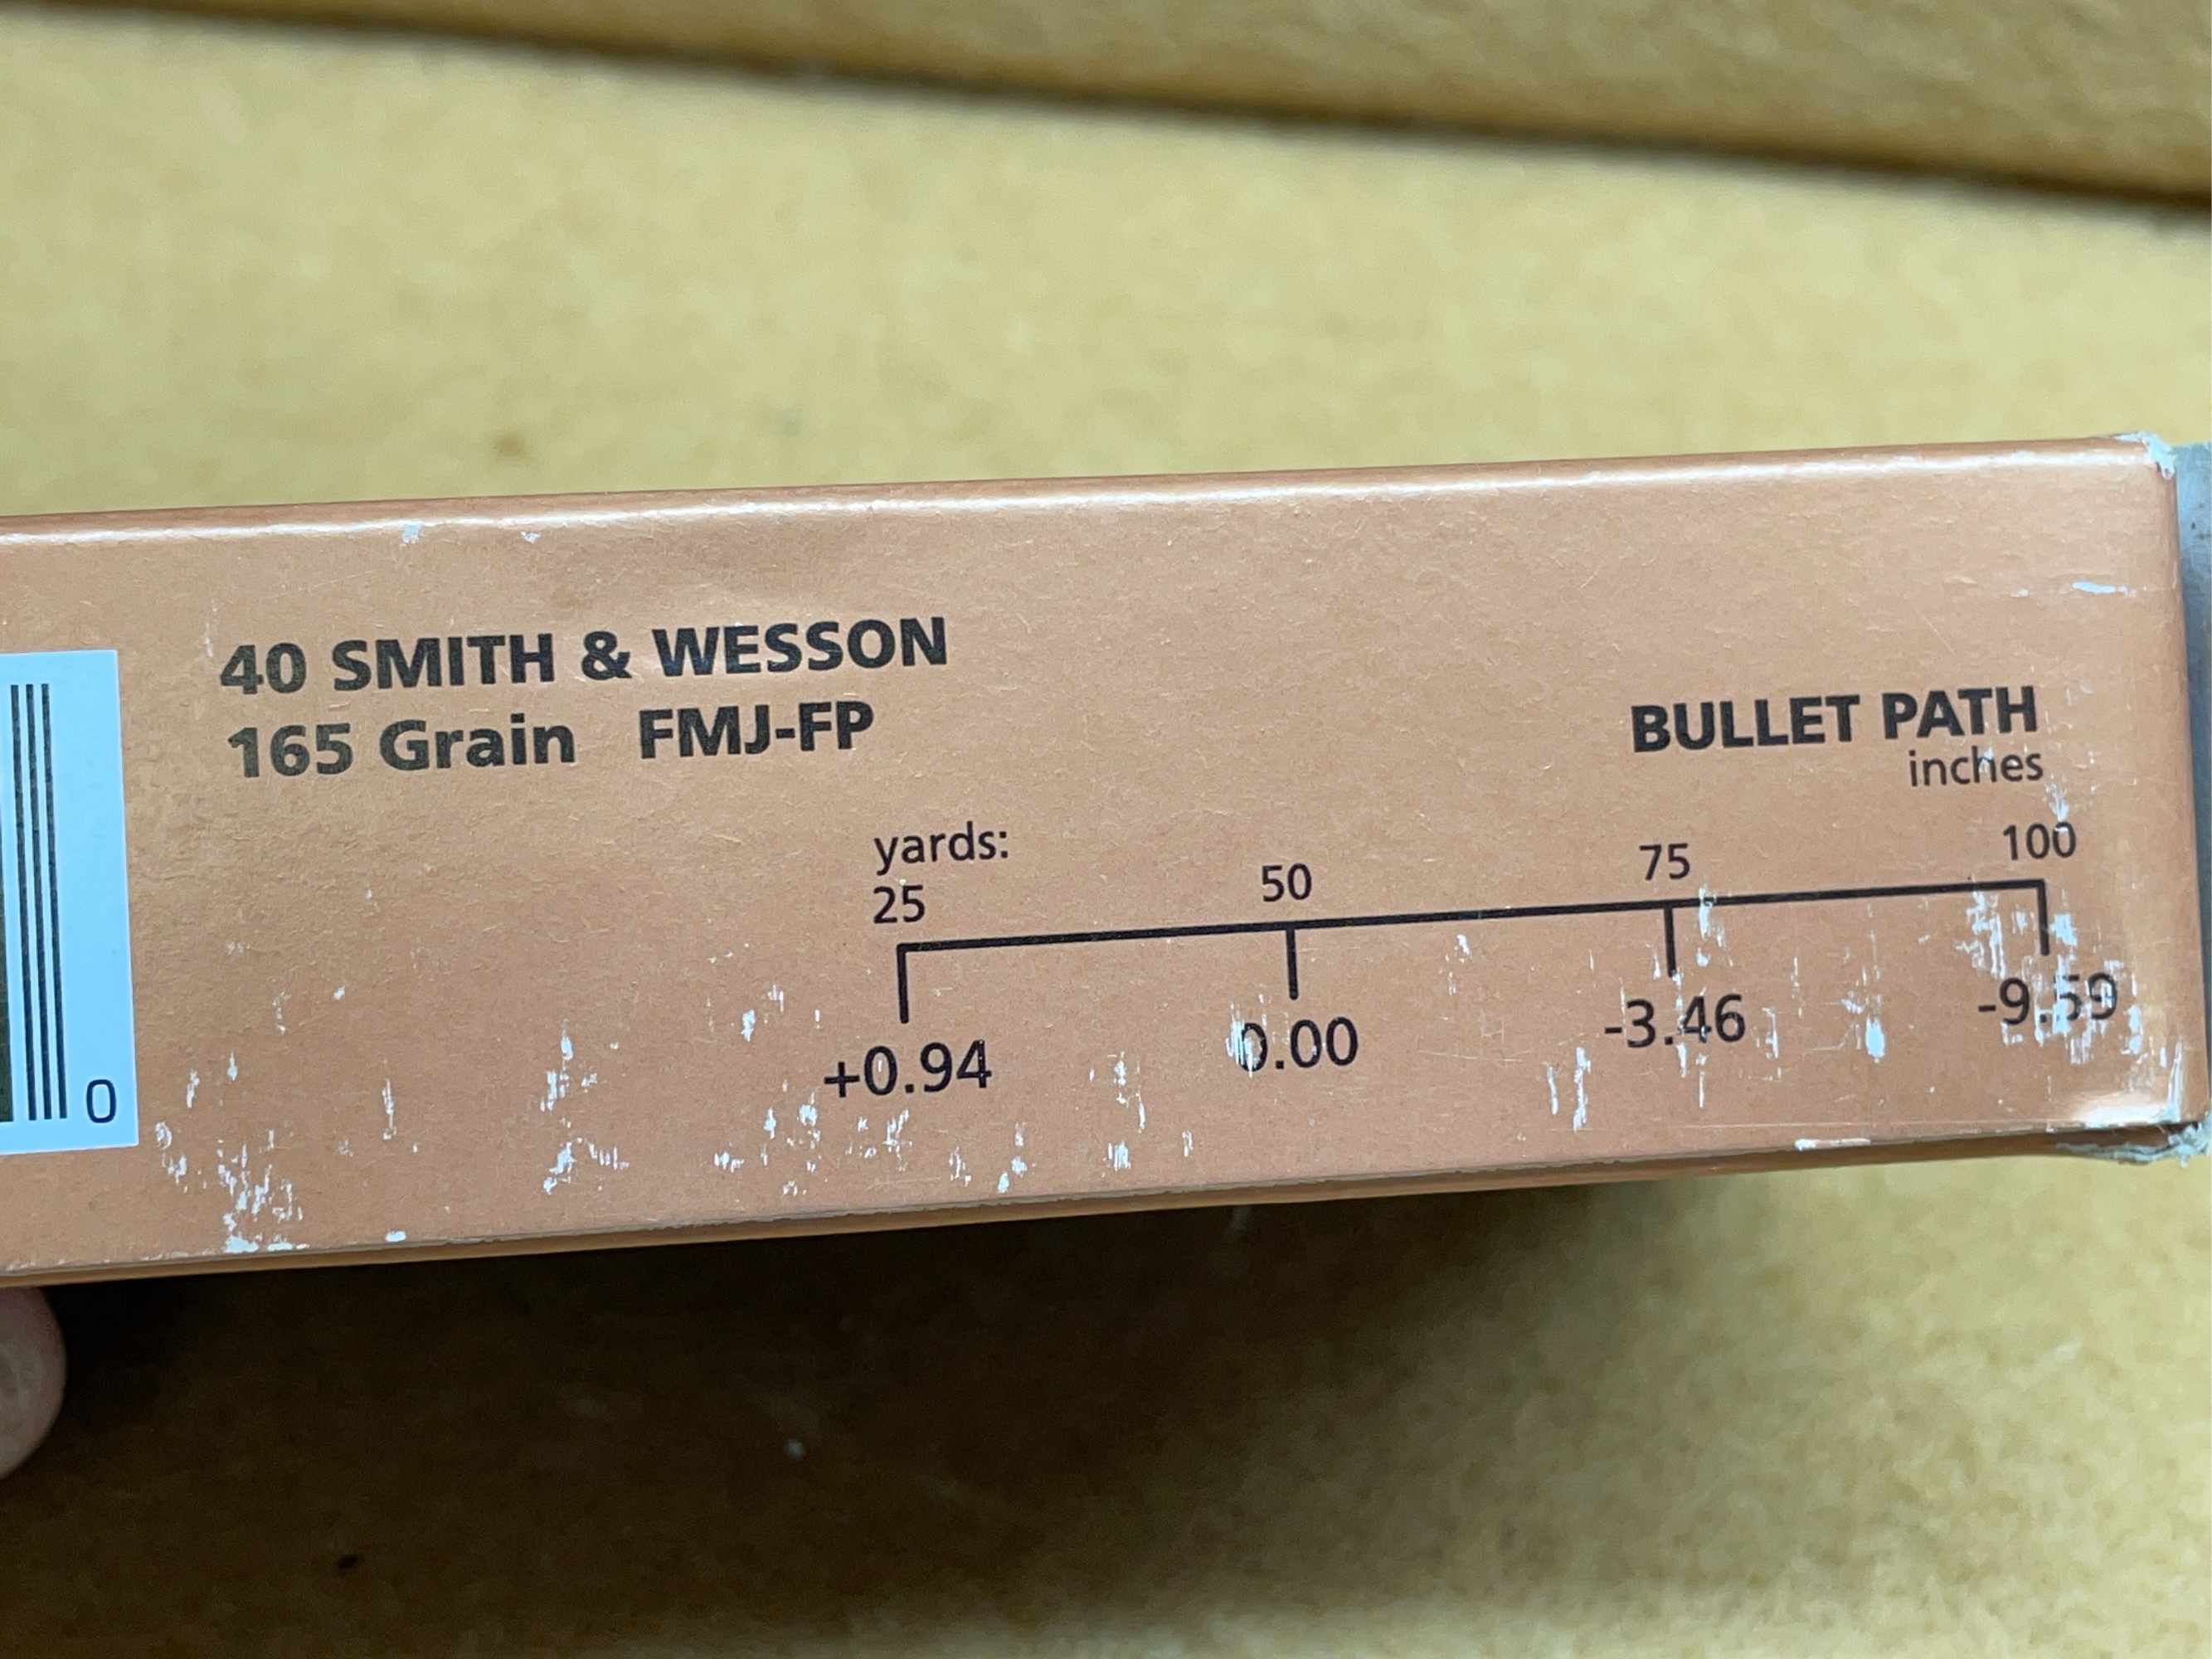 40 SMITH & WESSON
165 Grain FMJ-FP
BULLET PATH
inches
yards:
25 50 75 100
+0.94 0.00 -3.46 -9.59
0